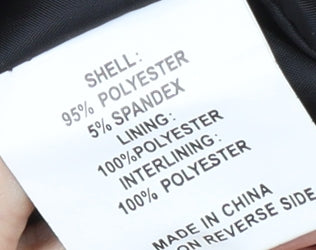 SHELL:
95% POLYESTER
5% SPANDEX
LINING:
100%POLYESTER
INTERLINING:
100% POLYESTER
MADE IN CHINA
ON REVERSE SIDE